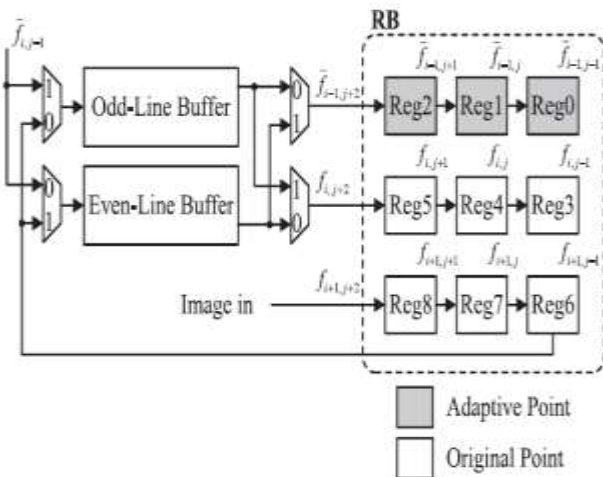 RB
f̄i,j−1
f̄i−1,j+1 f̄i−1,j f̄i−1,j−1
1
0
Odd-Line Buffer
0
1
f̄i−1,j+2
Reg2 Reg1 Reg0
fi,j+1 fi,j fi,j−1
0
1
Even-Line Buffer
1
0
fi,j+2
Reg5 Reg4 Reg3
fi+1,j+1 fi+1,j fi+1,j−1
Image in
fi+1,j+2
Reg8 Reg7 Reg6
Adaptive Point
Original Point